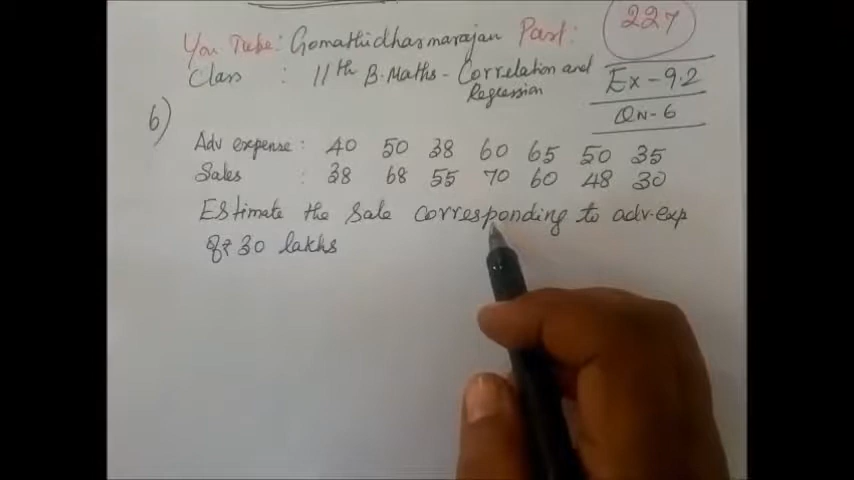 You Tube: Gomathidhasmarajan Part: 227
Class : 11th B.Maths - Correlation and Regression
Ex - 9.2
QN - 6
6)
Adv expense : 40 50 38 60 65 50 35
Sales : 38 68 55 70 60 48 30
Estimate the sale corresponding to adv.exp
of ₹ 30 lakhs